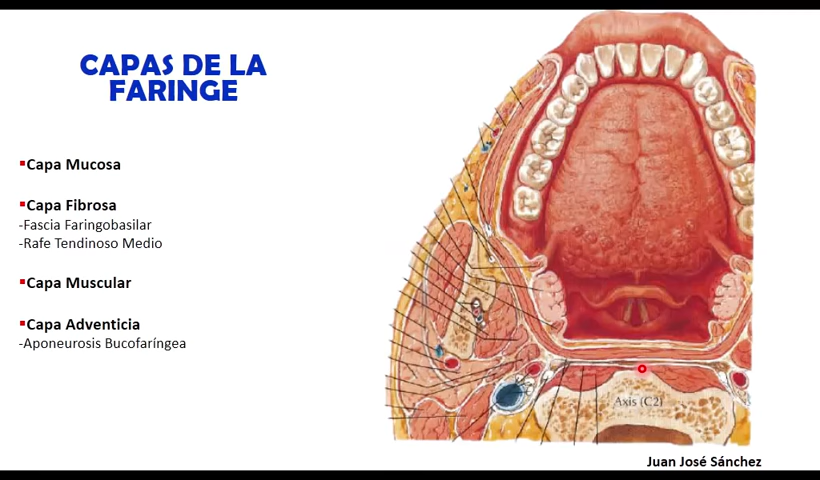 CAPAS DE LA
FARINGE
Capa Mucosa
Capa Fibrosa
-Fascia Faringobasilar
-Rafe Tendinoso Medio
Capa Muscular
Capa Adventicia
-Aponeurosis Bucofaríngea
Axis (C2)
Juan José Sánchez